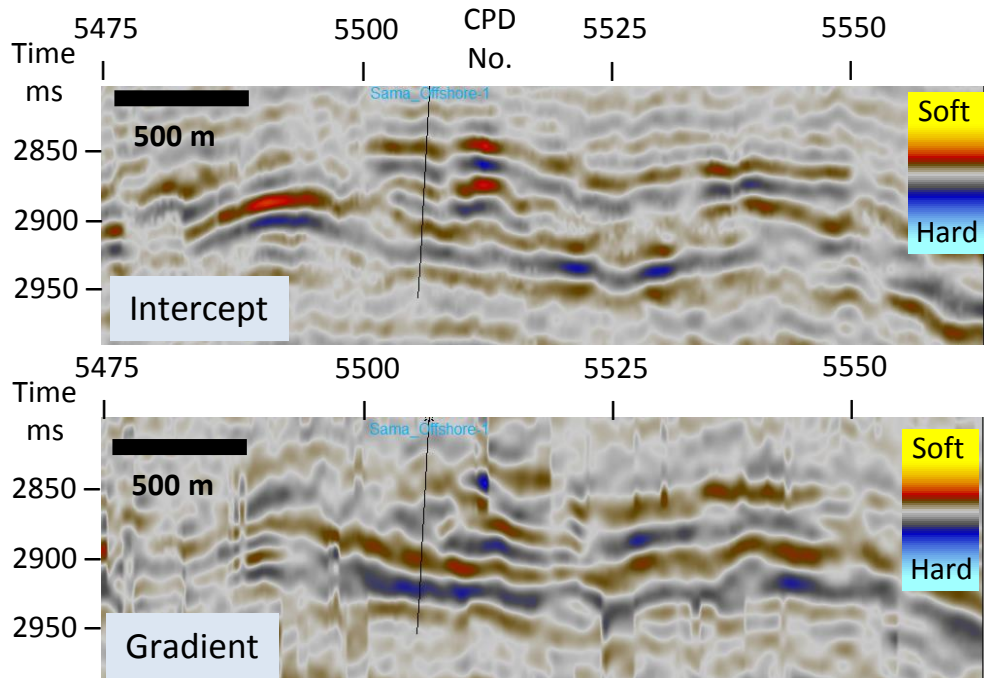 5475 5500 CPD 5525 5550
Time No.
ms
Sama_Offshore-1
Soft
500 m
2850
2900
Hard
2950
Intercept
5475 5500 5525 5550
Time
ms
Sama_Offshore-1
Soft
2850
500 m
2900
Hard
2950
Gradient